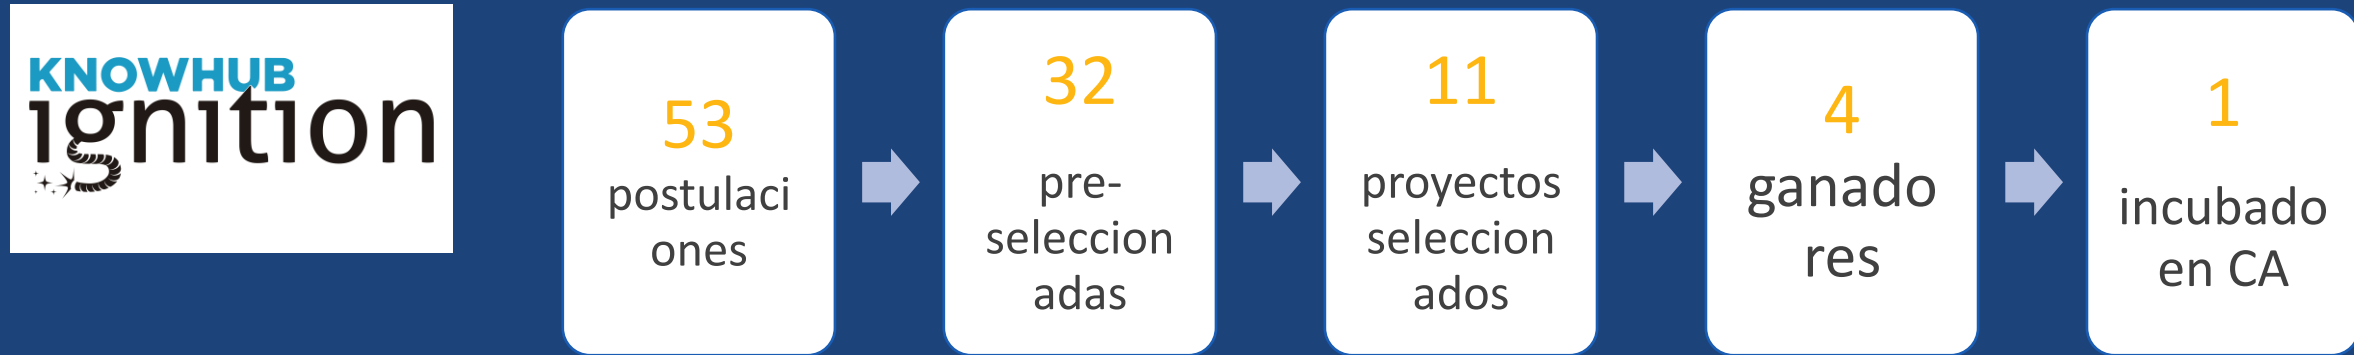 KNOWHUB
ignition
53
postulaci
ones
32
pre-
seleccion
adas
11
proyectos
seleccion
ados
4
ganado
res
1
incubado
en CA